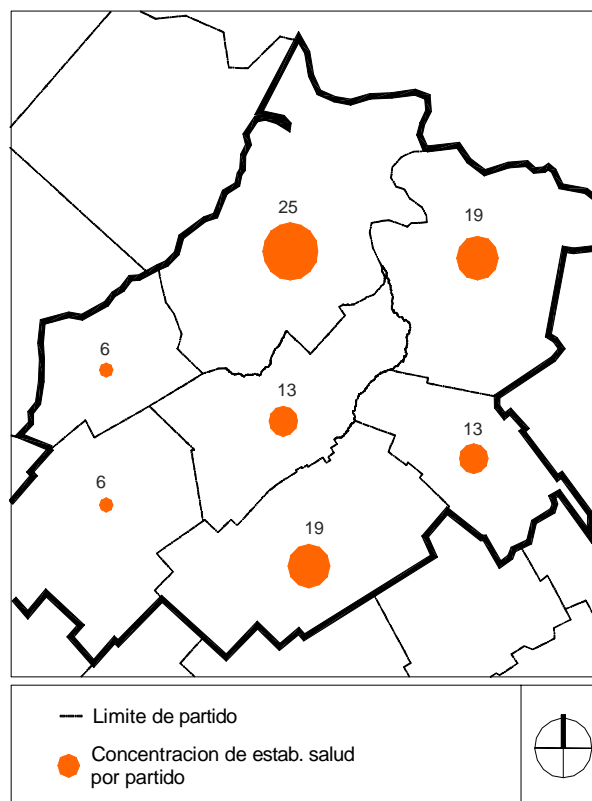 25
19
6
13
13
6
19
Limite de partido
Concentracion de estab. salud
por partido